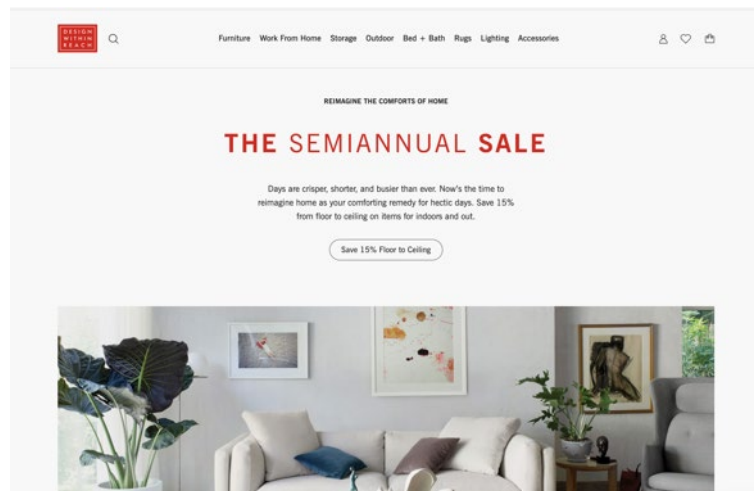 DESIGN
WITHIN
REACH
Furniture Work From Home Storage Outdoor Bed + Bath Rugs Lighting Accessories
REIMAGINE THE COMFORTS OF HOME
THE SEMIANNUAL SALE
Days are crisper, shorter, and busier than ever. Now's the time to
reimagine home as your comforting remedy for hectic days. Save 15%
from floor to ceiling on items for indoors and out.
Save 15% Floor to Ceiling